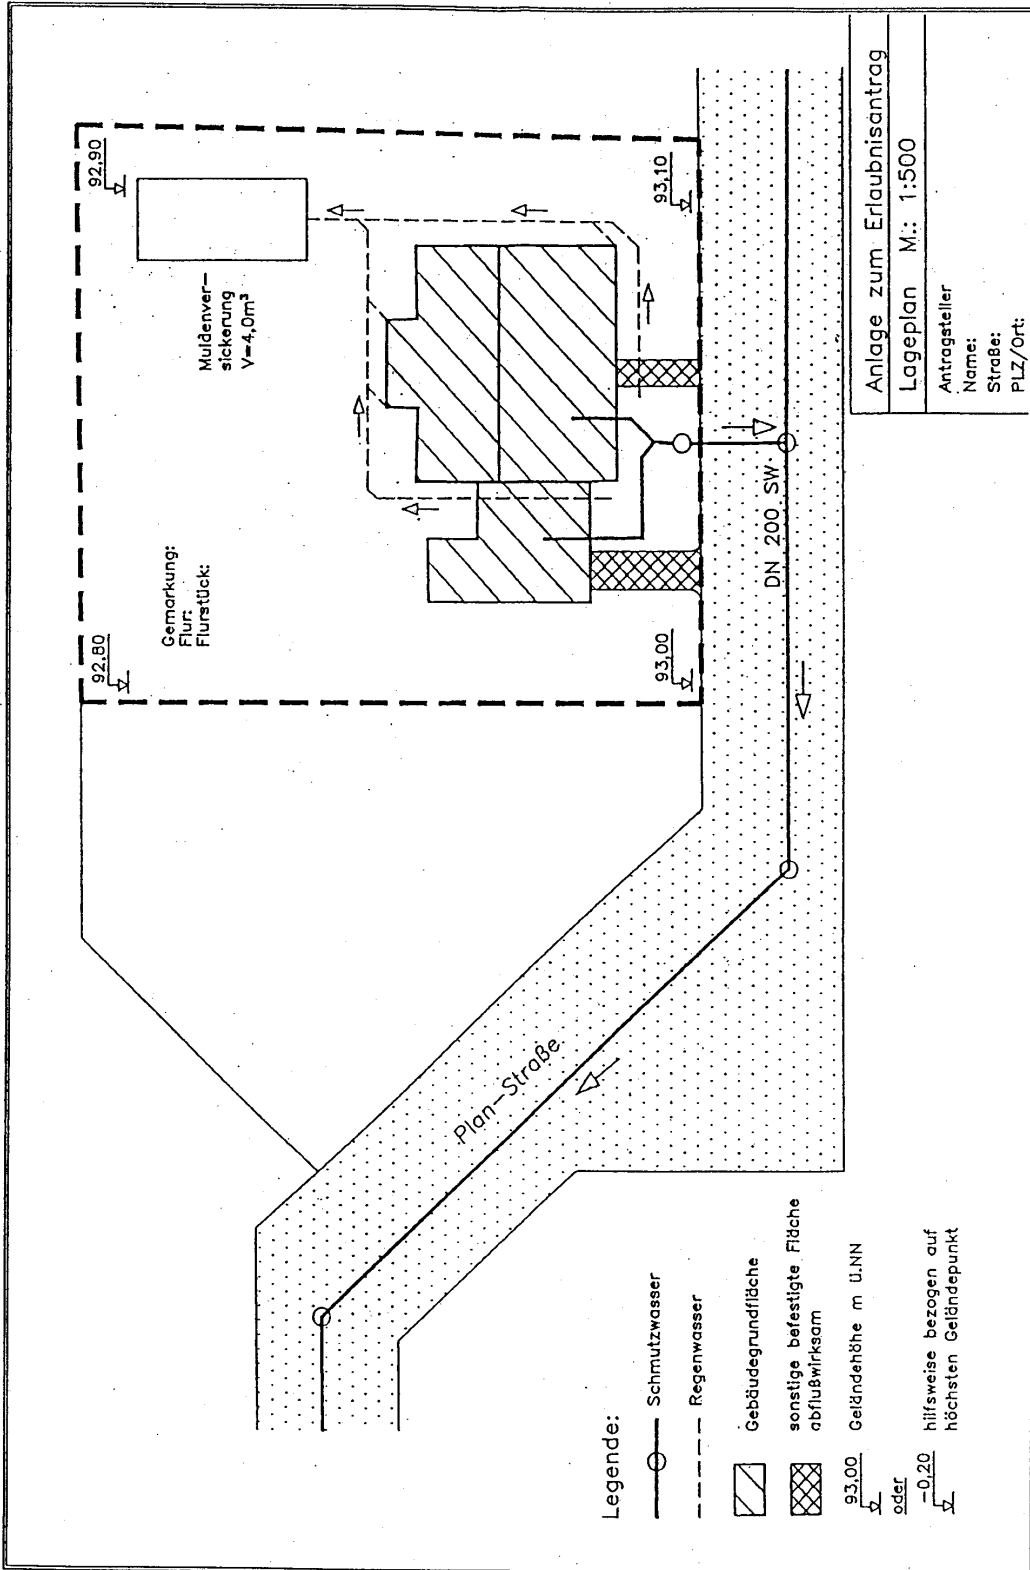 92.80
92.90
Gemarkung:
Flur:
Flurstück:
Muldenver-
sickerung
V=4,0m³
93,00
93,10
DN 200 SW
Plan-Straße
Legende:
Schmutzwasser
Regenwasser
Gebäudegrundfläche
sonstige befestigte Fläche
abflußwirksam
93,00 Geländehöhe m ü.NN
oder
-0,20 hilfsweise bezogen auf
höchsten Geländepunkt
Anlage zum Erlaubnisantrag
Lageplan M.: 1:500
Antragsteller
Name:
Straße:
PLZ/Ort: